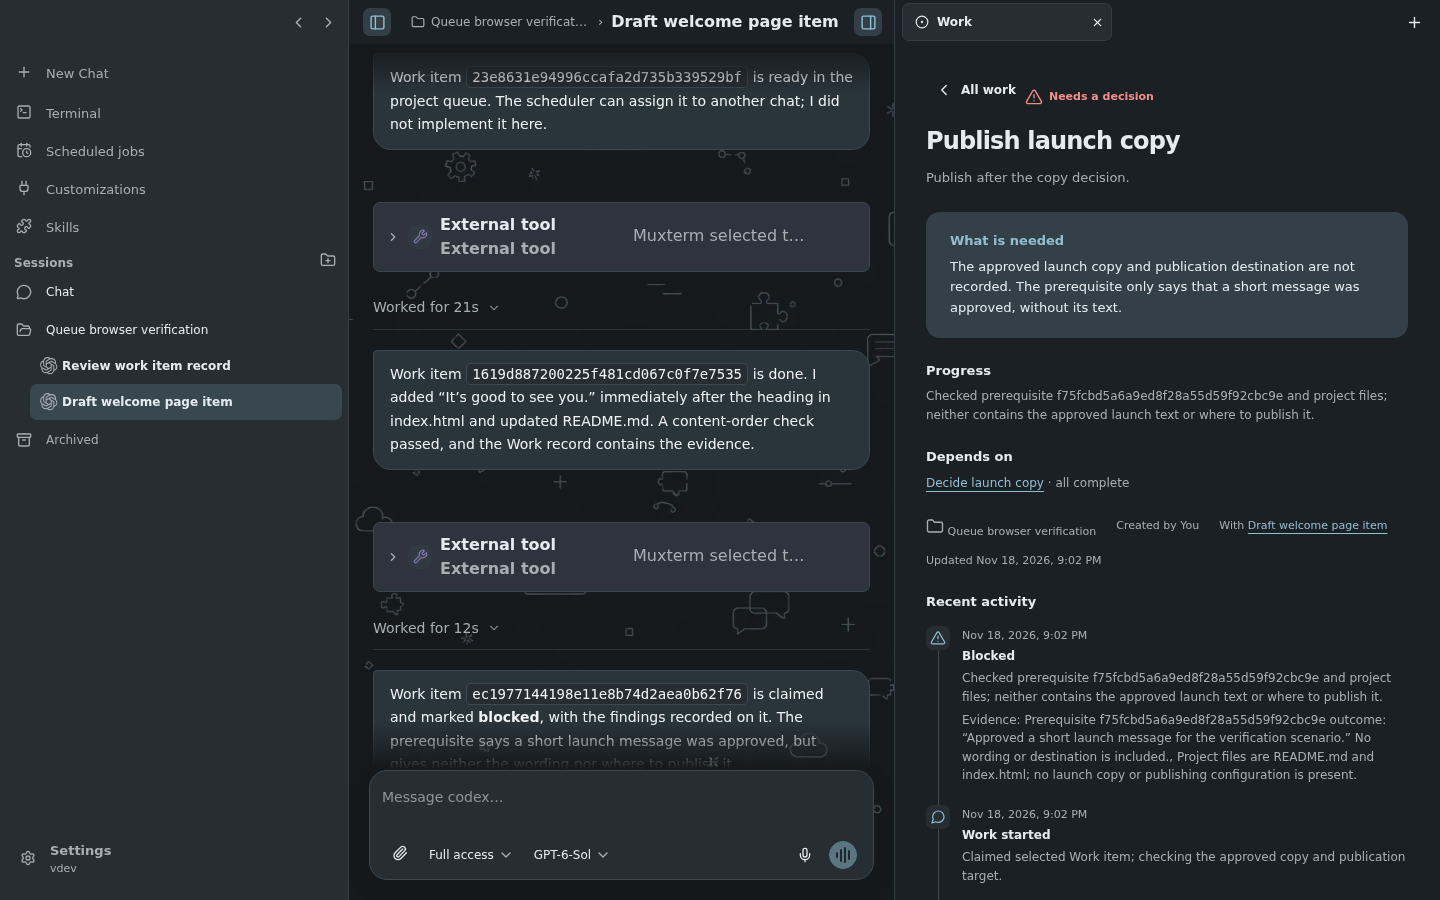 New Chat
Terminal
Scheduled jobs
Customizations
Skills
Sessions
Chat
Queue browser verification
Review work item record
Draft welcome page item
Archived
Settings
vdev
Queue browser verificat… › Draft welcome page item
Work item 23e8631e94996ccafa2d735b339529bf is ready in the
project queue. The scheduler can assign it to another chat; I did
not implement it here.
External tool
External tool
Muxterm selected t…
Worked for 21s
Work item 1619d887200225f481cd067c0f7e7535 is done. I
added “It’s good to see you.” immediately after the heading in
index.html and updated README.md. A content-order check
passed, and the Work record contains the evidence.
External tool
External tool
Muxterm selected t…
Worked for 12s
Work item ec1977144198e11e8b74d2aea0b62f76 is claimed
and marked blocked, with the findings recorded on it. The
prerequisite says a short launch message was approved, but
gives neither the wording nor where to publish it.
Message codex…
Full access
GPT-6-Sol
Work
All work
Needs a decision
Publish launch copy
Publish after the copy decision.
What is needed
The approved launch copy and publication destination are not
recorded. The prerequisite only says that a short message was
approved, without its text.
Progress
Checked prerequisite f75fcbd5a6a9ed8f28a55d59f92cbc9e and project files;
neither contains the approved launch text or where to publish it.
Depends on
Decide launch copy · all complete
Queue browser verification Created by You With Draft welcome page item
Updated Nov 18, 2026, 9:02 PM
Recent activity
Nov 18, 2026, 9:02 PM
Blocked
Checked prerequisite f75fcbd5a6a9ed8f28a55d59f92cbc9e and project
files; neither contains the approved launch text or where to publish it.
Evidence: Prerequisite f75fcbd5a6a9ed8f28a55d59f92cbc9e outcome:
“Approved a short launch message for the verification scenario.” No
wording or destination is included., Project files are README.md and
index.html; no launch copy or publishing configuration is present.
Nov 18, 2026, 9:02 PM
Work started
Claimed selected Work item; checking the approved copy and publication
target.